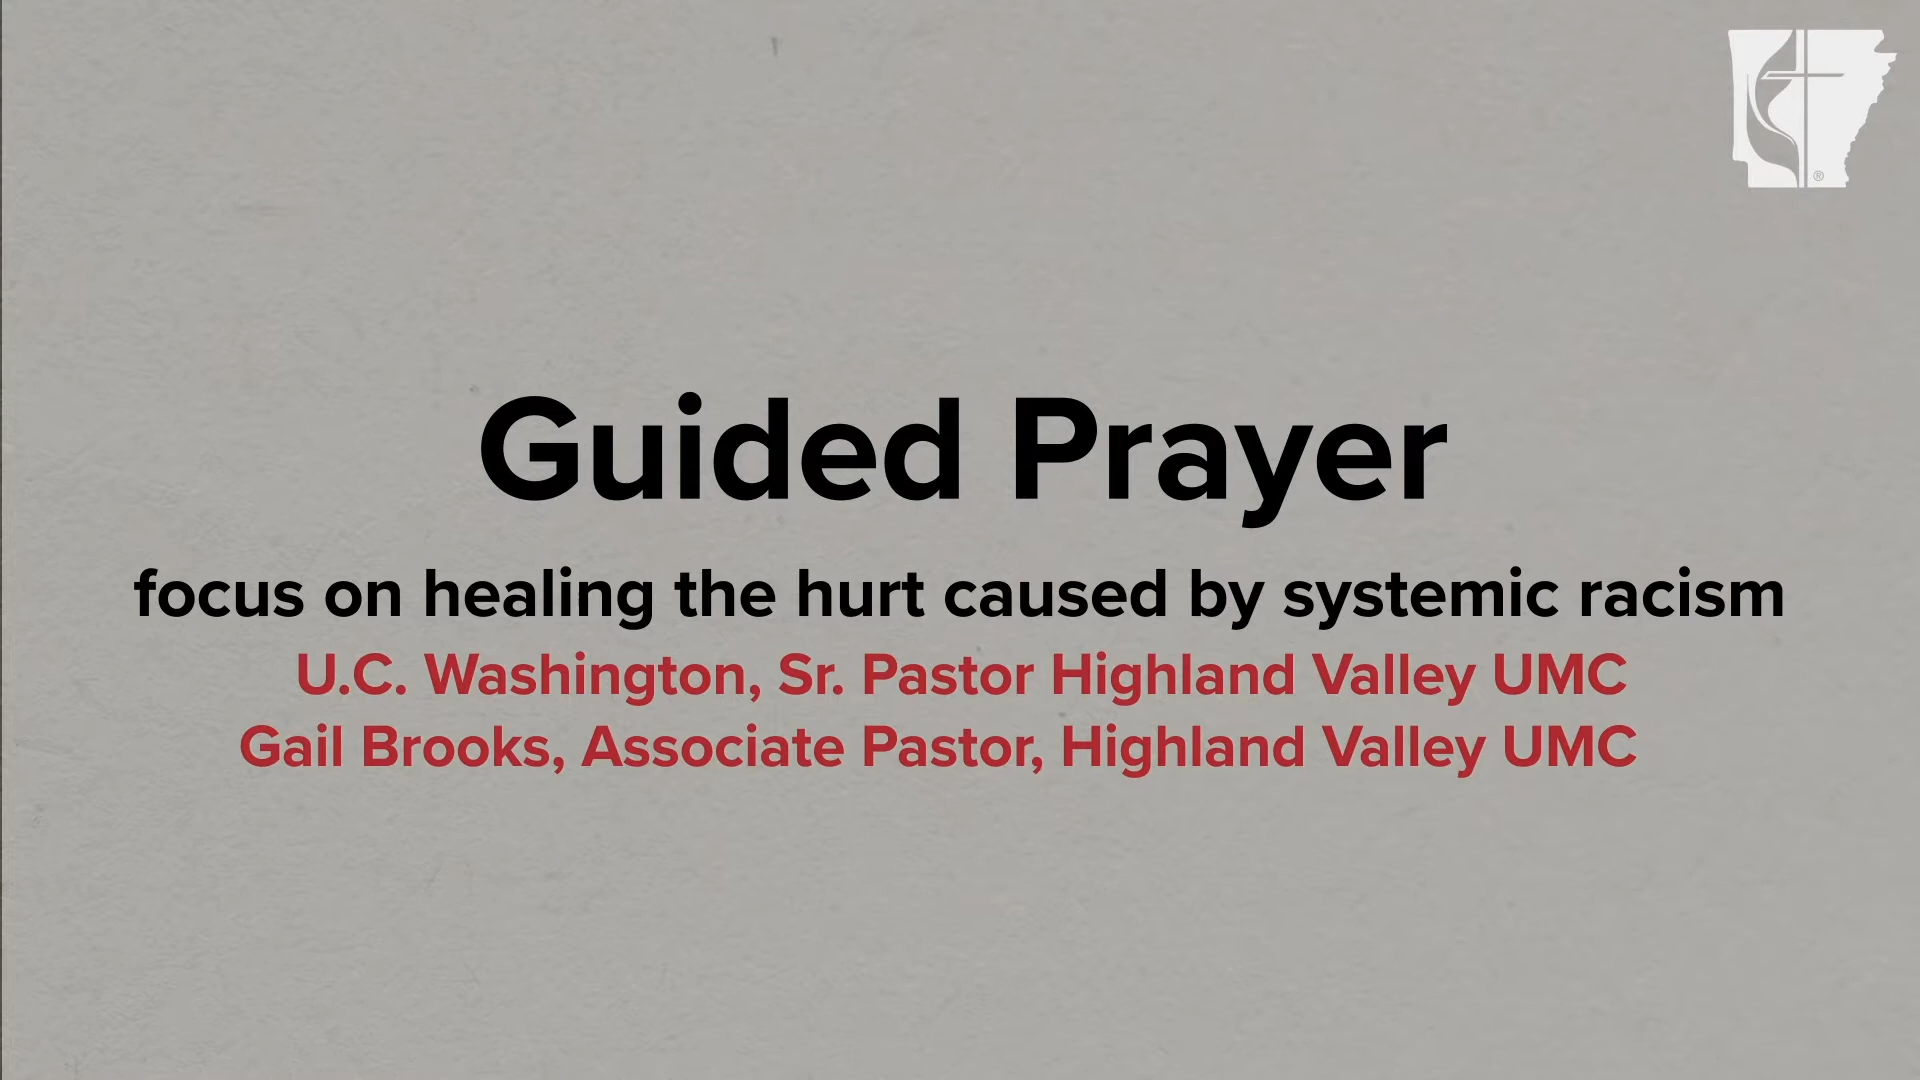 Guided Prayer
focus on healing the hurt caused by systemic racism
U.C. Washington, Sr. Pastor Highland Valley UMC
Gail Brooks, Associate Pastor, Highland Valley UMC
®